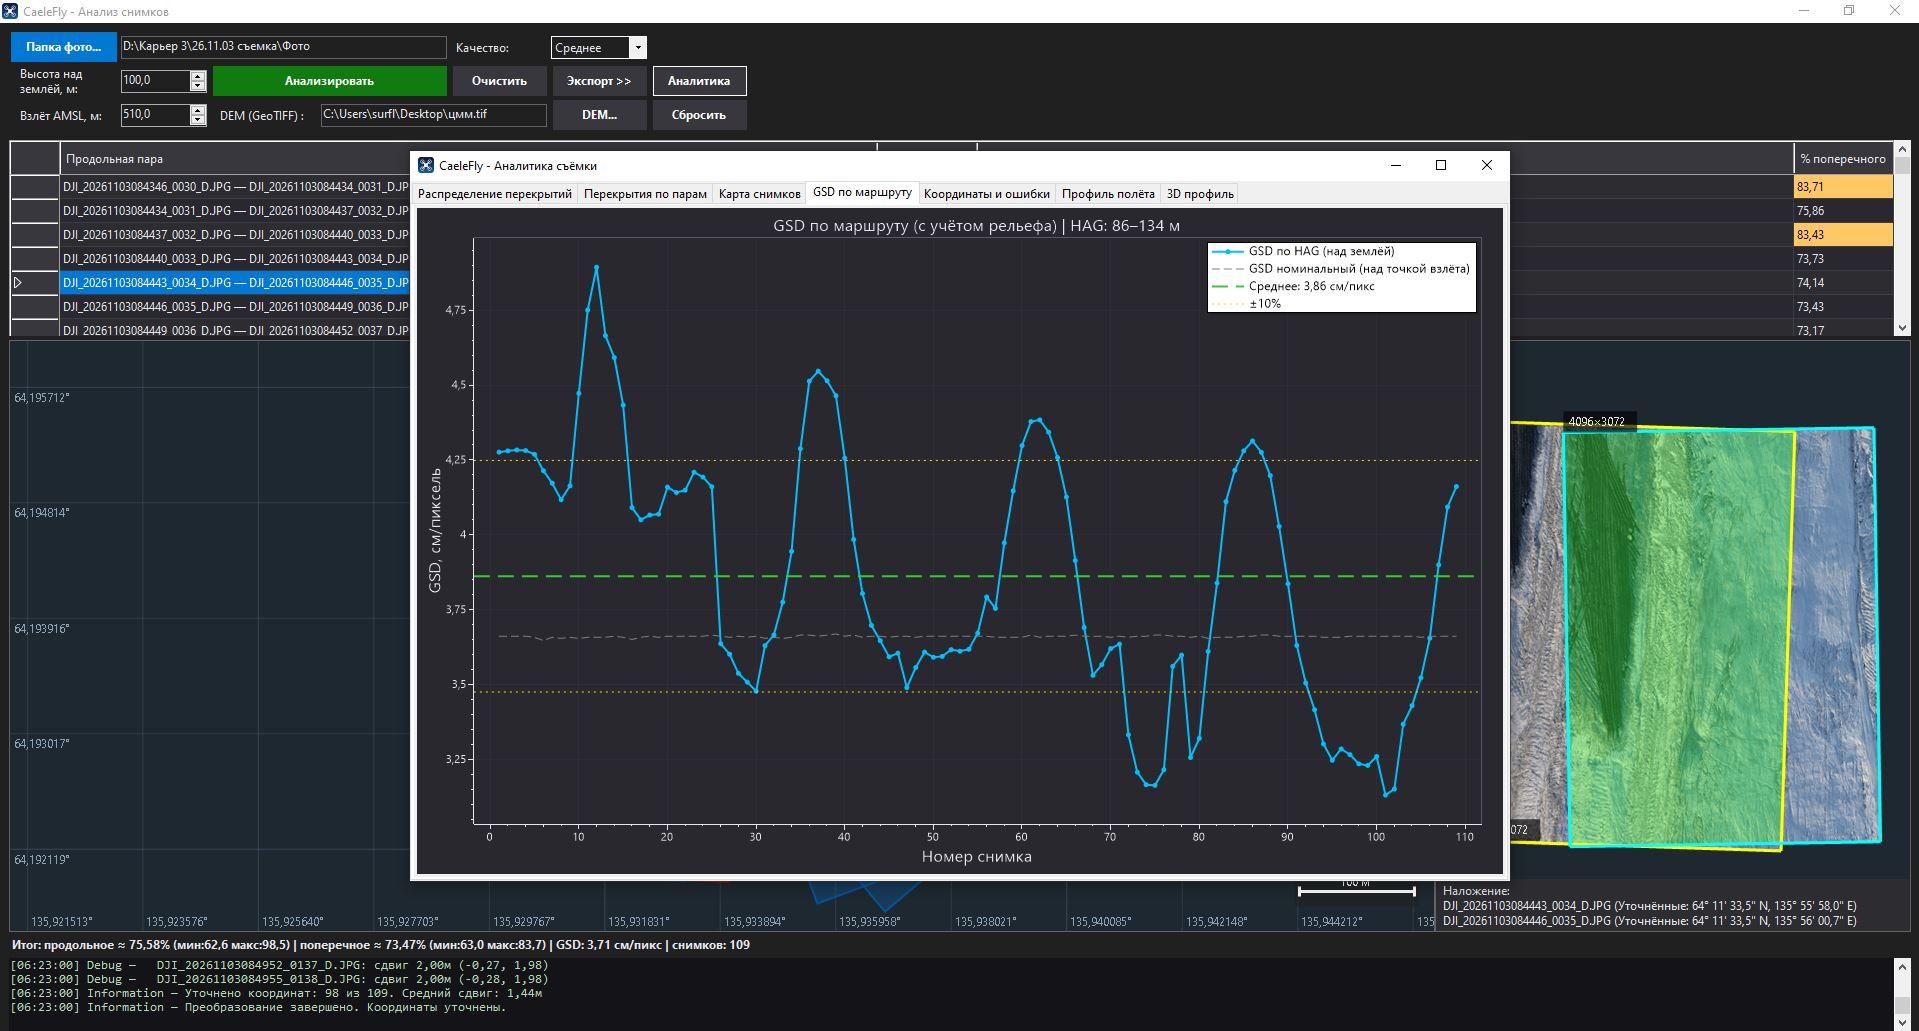 CaeleFly - Анализ снимков
Папка фото...
D:\Карьер 3\26.11.03 съемка\Фото
Качество:
Среднее
Высота над землёй, м:
100,0
Анализировать
Очистить
Экспорт >>
Аналитика
Взлёт AMSL, м:
510,0
DEM (GeoTIFF) :
C:\Users\surfl\Desktop\цмм.tif
DEM...
Сбросить
Продольная пара
% поперечного
DJI_20261103084346_0030_D.JPG — DJI_20261103084434_0031_D.JP
83,71
DJI_20261103084434_0031_D.JPG — DJI_20261103084437_0032_D.JP
75,86
DJI_20261103084437_0032_D.JPG — DJI_20261103084440_0033_D.JP
83,43
DJI_20261103084440_0033_D.JPG — DJI_20261103084443_0034_D.JP
73,73
DJI_20261103084443_0034_D.JPG — DJI_20261103084446_0035_D.JP
74,14
DJI_20261103084446_0035_D.JPG — DJI_20261103084449_0036_D.JP
73,43
DJI_20261103084449_0036_D.JPG — DJI_20261103084452_0037_D.JP
73,17
CaeleFly - Аналитика съёмки
Распределение перекрытий
Перекрытия по парам
Карта снимков
GSD по маршруту
Координаты и ошибки
Профиль полёта
3D профиль
GSD по маршруту (с учётом рельефа) | HAG: 86–134 м
GSD по HAG (над землёй)
GSD номинальный (над точкой взлёта)
Среднее: 3,86 см/пикс
±10%
GSD, см/пиксель
4,75
4,5
4,25
4
3,75
3,5
3,25
0 10 20 30 40 50 60 70 80 90 100 110
Номер снимка
64,195712°
64,194814°
64,193916°
64,193017°
64,192119°
135,921513° 135,923576° 135,925640° 135,927703° 135,929767° 135,931831° 135,933894° 135,935958° 135,938021° 135,940085° 135,942148° 135,944212° 135
100 м
4096×3072
072
Наложение:
DJI_20261103084443_0034_D.JPG (Уточнённые: 64° 11' 33,5" N, 135° 55' 58,0" E)
DJI_20261103084446_0035_D.JPG (Уточнённые: 64° 11' 33,5" N, 135° 56' 00,7" E)
Итог: продольное ≈ 75,58% (мин:62,6 макс:98,5) | поперечное ≈ 73,47% (мин:63,0 макс:83,7) | GSD: 3,71 см/пикс | снимков: 109
[06:23:00] Debug — DJI_20261103084952_0137_D.JPG: сдвиг 2,00м (-0,27, 1,98)
[06:23:00] Debug — DJI_20261103084955_0138_D.JPG: сдвиг 2,00м (-0,28, 1,98)
[06:23:00] Information — Уточнено координат: 98 из 109. Средний сдвиг: 1,44м
[06:23:00] Information — Преобразование завершено. Координаты уточнены.